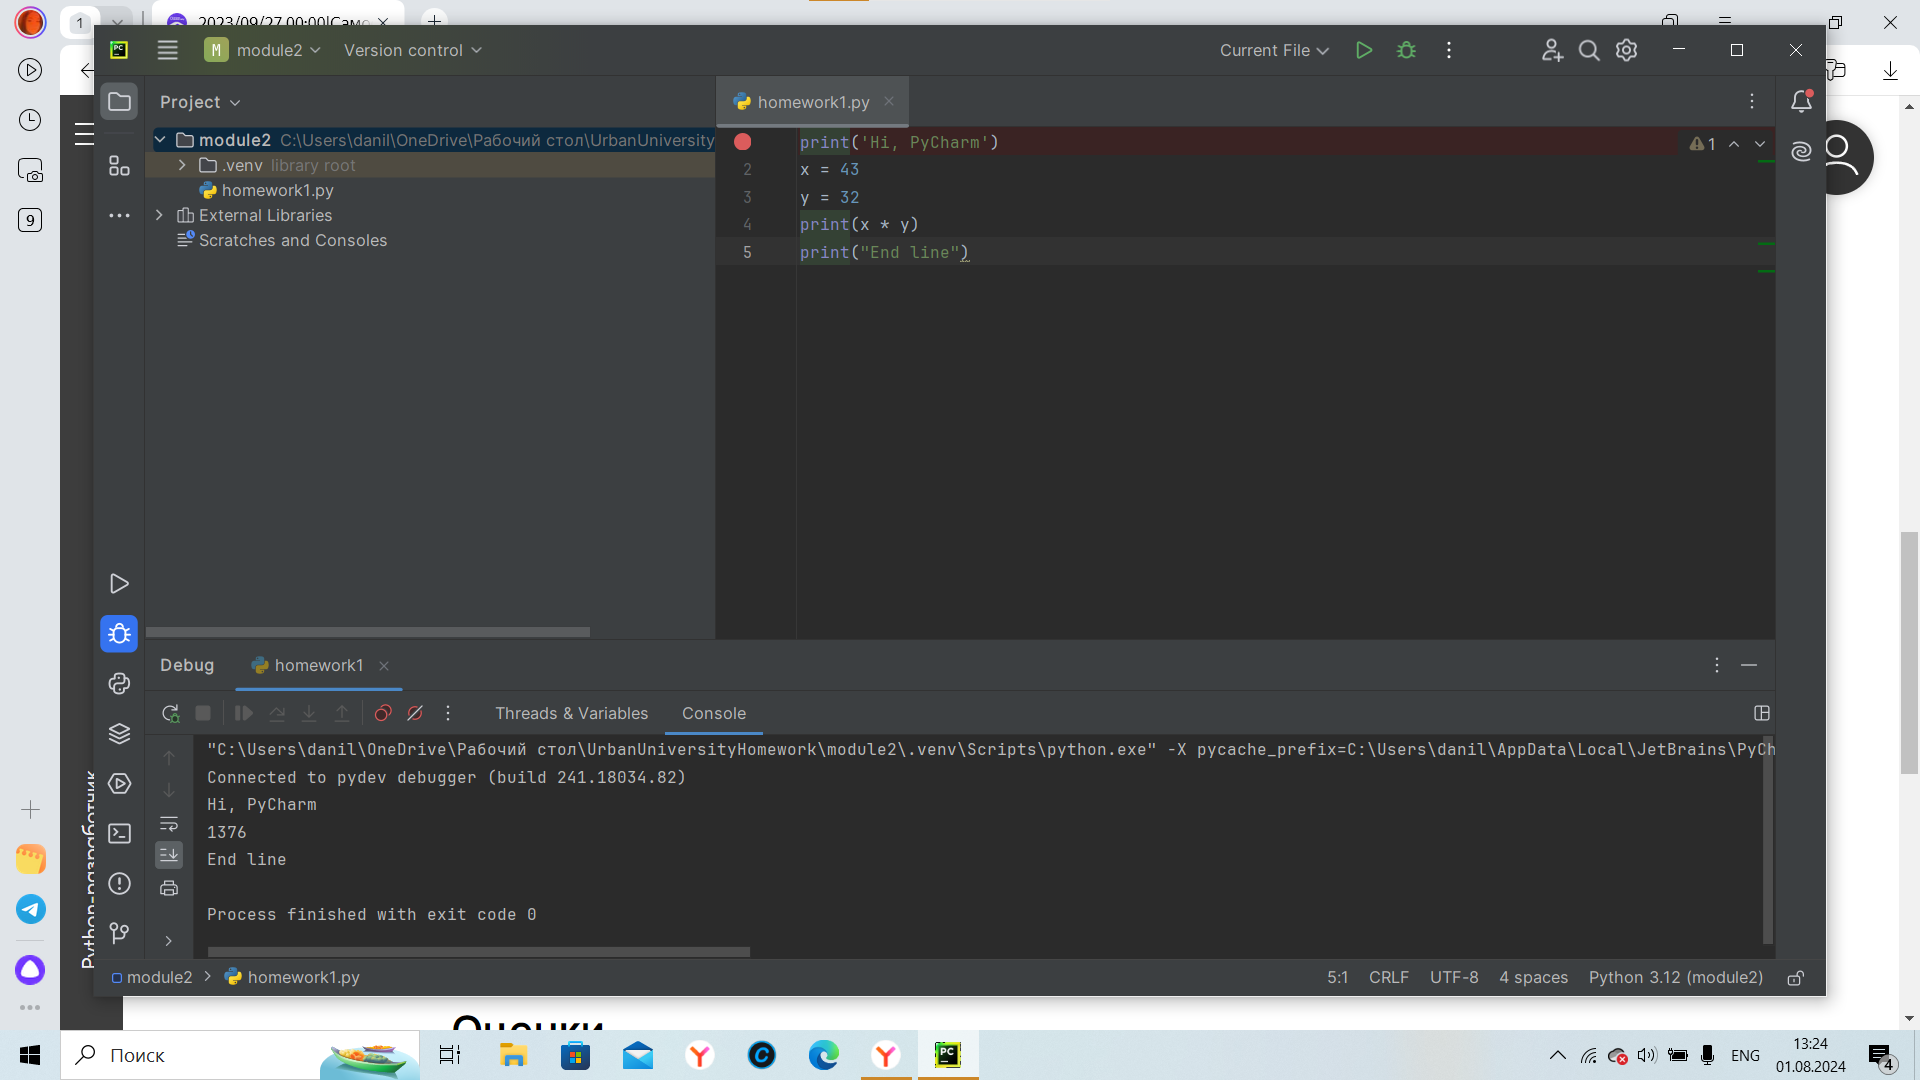 1
2023/09/27 00:00|Само
M module2
Version control
Current File
Project
module2 C:\Users\danil\OneDrive\Рабочий стол\UrbanUniversity
.venv library root
homework1.py
External Libraries
Scratches and Consoles
9
homework1.py
print('Hi, PyCharm')
1
2 x = 43
3 y = 32
4 print(x * y)
5 print("End line")
Debug
homework1
Threads & Variables
Console
"C:\Users\danil\OneDrive\Рабочий стол\UrbanUniversityHomework\module2\.venv\Scripts\python.exe" -X pycache_prefix=C:\Users\danil\AppData\Local\JetBrains\PyCh
Connected to pydev debugger (build 241.18034.82)
Hi, PyCharm
1376
End line
Process finished with exit code 0
Python-разработчик
module2 > homework1.py
5:1 CRLF UTF-8 4 spaces Python 3.12 (module2)
Оценки
Поиск
PC
ENG
13:24
01.08.2024
4